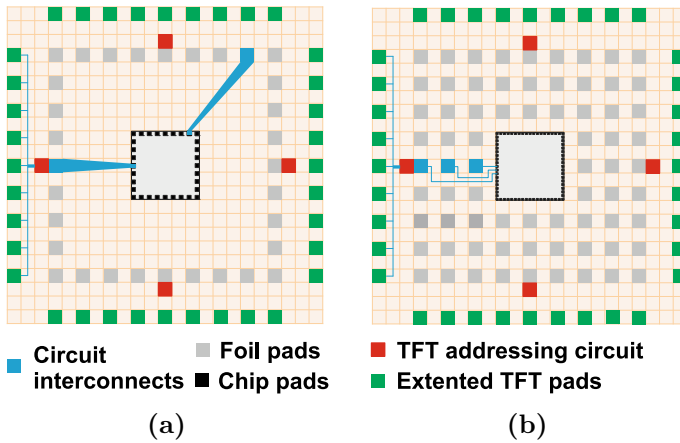 Circuit
interconnects
Foil pads
Chip pads
TFT addressing circuit
Extented TFT pads
(a)
(b)